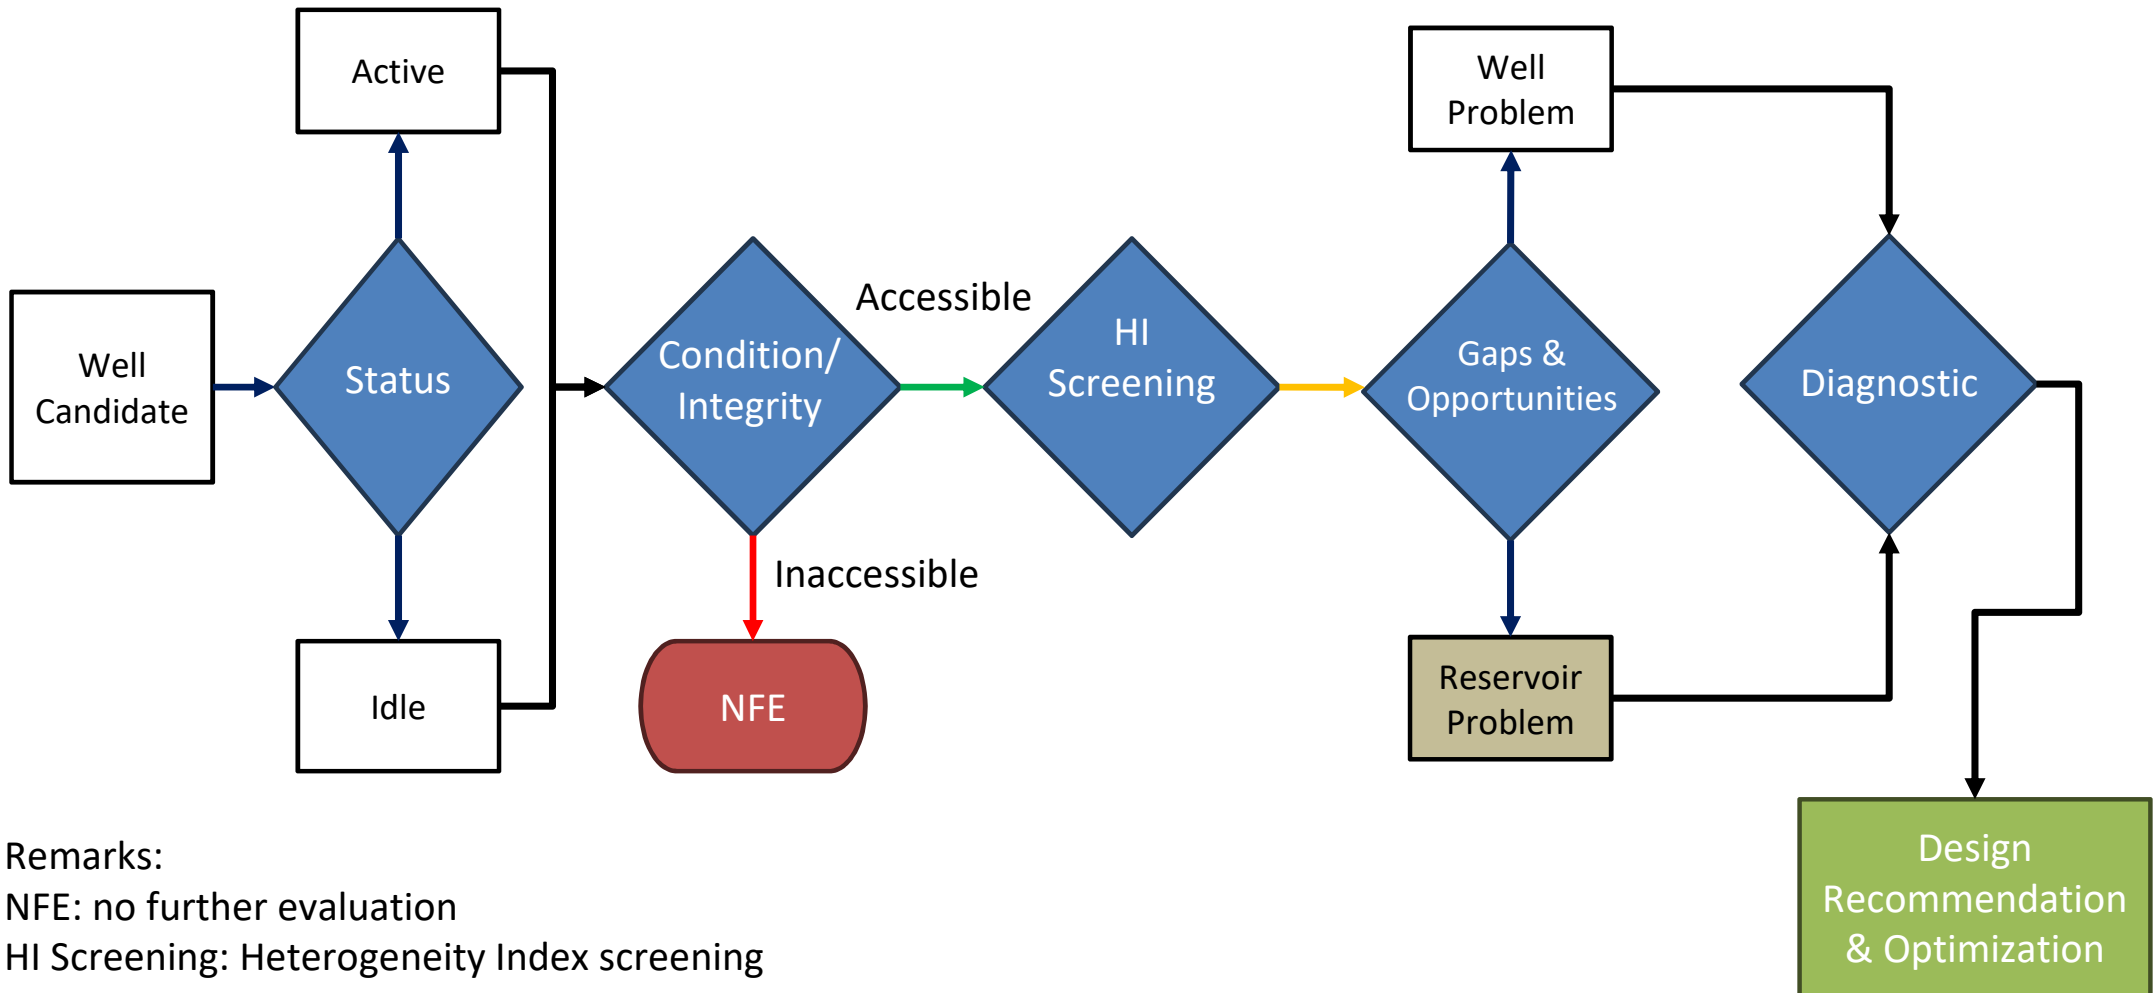 Active
Well
Candidate
Status
Idle
Condition/
Integrity
Accessible
Inaccessible
NFE
HI
Screening
Gaps &
Opportunities
Well
Problem
Reservoir
Problem
Diagnostic
Design
Recommendation
& Optimization
Remarks:
NFE: no further evaluation
HI Screening: Heterogeneity Index screening